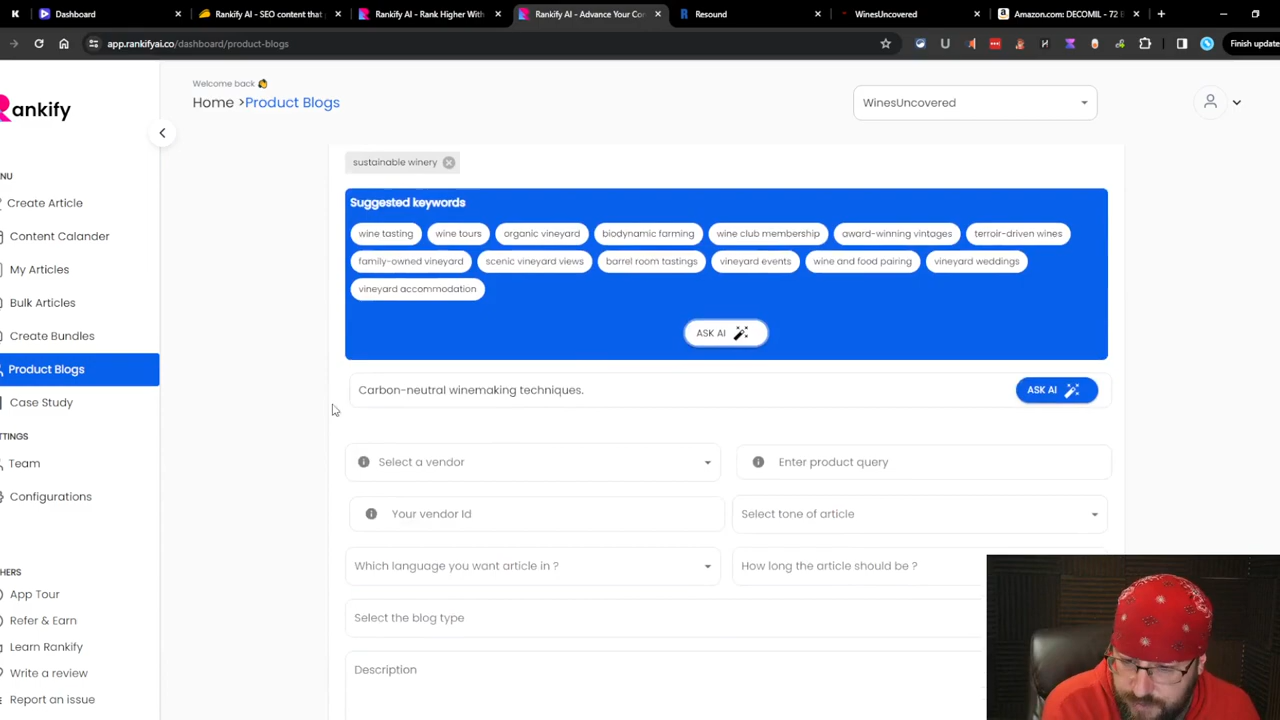 Dashboard
Rankify AI - SEO content that
Rankify AI - Rank Higher With
Rankify AI - Advance Your Con
Resound
WinesUncovered
Amazon.com: DECOMIL - 72 B
app.rankifyai.co/dashboard/product-blogs
Finish update
Welcome back
Home >Product Blogs
WinesUncovered
Rankify
NU
Create Article
Content Calander
My Articles
Bulk Articles
Create Bundles
Product Blogs
Case Study
TTINGS
Team
Configurations
HERS
App Tour
Refer & Earn
Learn Rankify
Write a review
Report an issue
sustainable winery
Suggested keywords
wine tasting
wine tours
organic vineyard
biodynamic farming
wine club membership
award-winning vintages
terroir-driven wines
family-owned vineyard
scenic vineyard views
barrel room tastings
vineyard events
wine and food pairing
vineyard weddings
vineyard accommodation
ASK AI
Carbon-neutral winemaking techniques.
ASK AI
Select a vendor
Enter product query
Your vendor Id
Select tone of article
Which language you want article in ?
How long the article should be ?
Select the blog type
Description